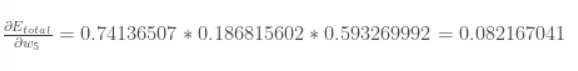 ∂E_total/∂w_5 = 0.74136507 * 0.186815602 * 0.593269992 = 0.082167041